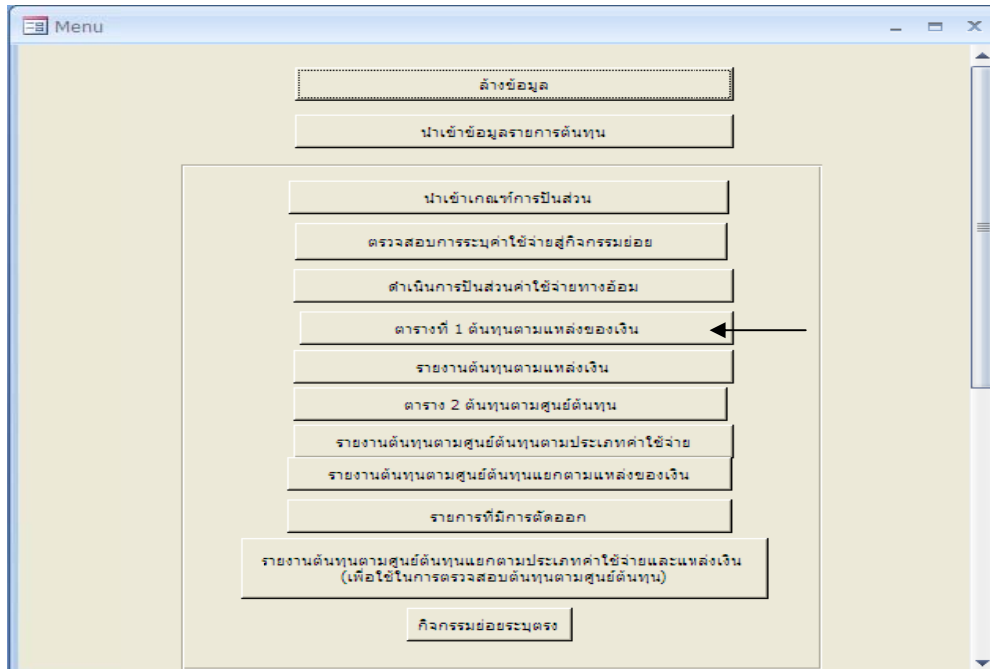 Menu
ล้างข้อมูล
นำเข้าข้อมูลรายการต้นทุน
นำเข้าเกณฑ์การปันส่วน
ตรวจสอบการระบุค่าใช้จ่ายสู่กิจกรรมย่อย
ดำเนินการปันส่วนค่าใช้จ่ายทางอ้อม
ตารางที่ 1 ต้นทุนตามแหล่งของเงิน
รายงานต้นทุนตามแหล่งเงิน
ตาราง 2 ต้นทุนตามศูนย์ต้นทุน
รายงานต้นทุนตามศูนย์ต้นทุนตามประเภทค่าใช้จ่าย
รายงานต้นทุนตามศูนย์ต้นทุนแยกตามแหล่งของเงิน
รายการที่มีการตัดออก
รายงานต้นทุนตามศูนย์ต้นทุนแยกตามประเภทค่าใช้จ่ายและแหล่งเงิน
(เพื่อใช้ในการตรวจสอบต้นทุนตามศูนย์ต้นทุน)
กิจกรรมย่อยระบุตรง